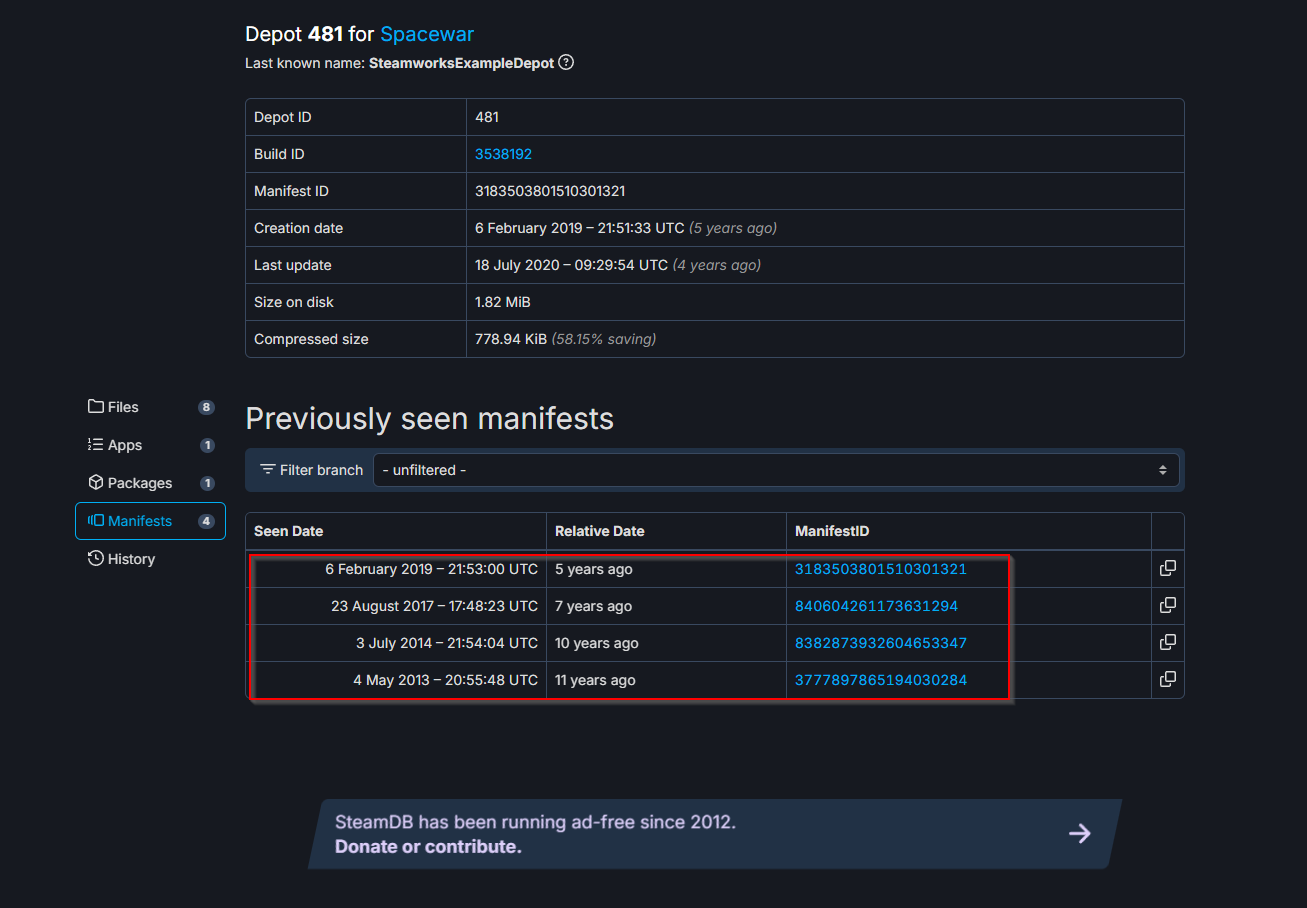 Depot 481 for Spacewar
Last known name: SteamworksExampleDepot
Depot ID 481
Build ID 3538192
Manifest ID 3183503801510301321
Creation date 6 February 2019 – 21:51:33 UTC (5 years ago)
Last update 18 July 2020 – 09:29:54 UTC (4 years ago)
Size on disk 1.82 MiB
Compressed size 778.94 KiB (58.15% saving)
Files 8
Apps 1
Packages 1
Manifests 4
History
Previously seen manifests
Filter branch - unfiltered -
Seen Date Relative Date ManifestID
6 February 2019 – 21:53:00 UTC 5 years ago 3183503801510301321
23 August 2017 – 17:48:23 UTC 7 years ago 840604261173631294
3 July 2014 – 21:54:04 UTC 10 years ago 8382873932604653347
4 May 2013 – 20:55:48 UTC 11 years ago 3777897865194030284
SteamDB has been running ad-free since 2012.
Donate or contribute.